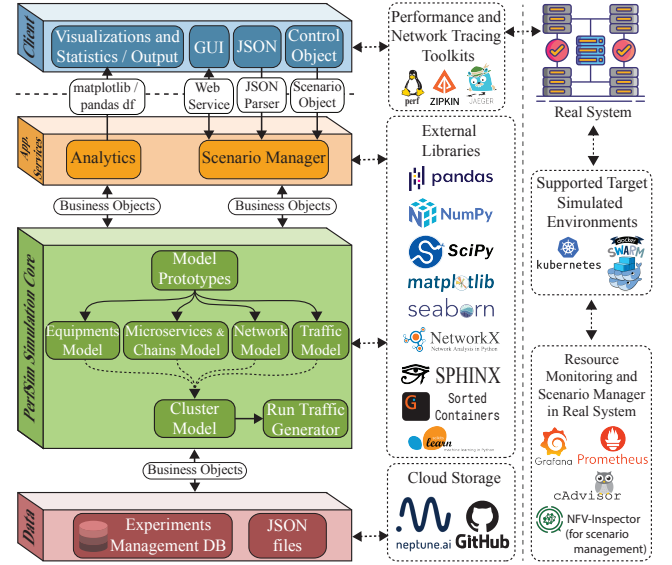 Client
Visualizations and
Statistics / Output
GUI
JSON
Control
Object
matplotlib /
pandas df
Web
Service
JSON
Parser
Scenario
Object
App.
Services
Analytics
Scenario Manager
Business Objects
Business Objects
PerfSim Simulation Core
Model
Prototypes
Equipments
Model
Microservices &
Chains Model
Network
Model
Traffic
Model
Cluster
Model
Run Traffic
Generator
Business Objects
Data
Experiments
Management DB
JSON
files
Performance and
Network Tracing
Toolkits
perf
ZIPKIN
JAEGER
External
Libraries
pandas
NumPy
SciPy
matplotlib
seaborn
NetworkX
Network Analysis in Python
SPHINX
G
Sorted
Containers
learn
machine learning in Python
Cloud Storage
neptune.ai
GitHub
Real System
Supported Target
Simulated
Environments
kubernetes
docker
SWARM
Resource
Monitoring and
Scenario Manager
in Real System
Grafana
Prometheus
cAdvisor
NFV-Inspector
(for scenario
management)